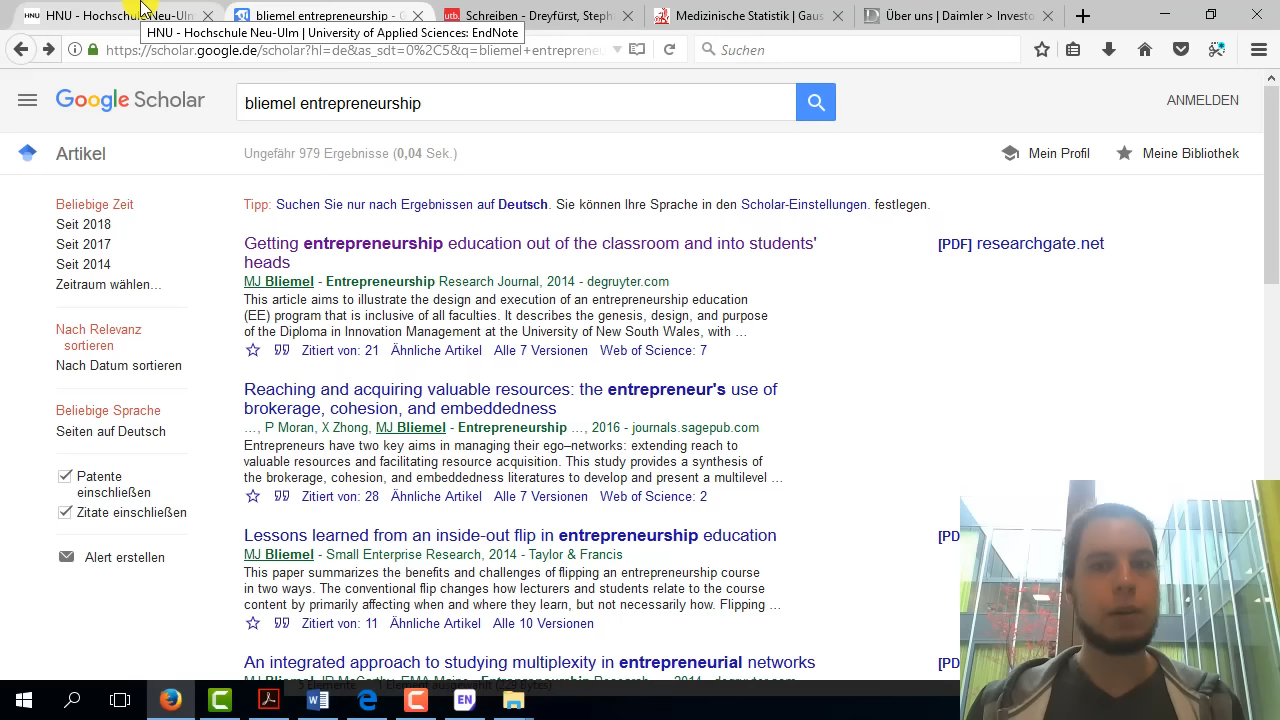 HNU - Hochschule Neu-Ulm
bliemel entrepreneurship -
utb. Schreiben - Dreyfürst, Steph
Medizinische Statistik | Gaus
Über uns | Daimler > Investo
HNU - Hochschule Neu-Ulm | University of Applied Sciences: EndNote
https://scholar.google.de/scholar?hl=de&as_sdt=0%2C5&q=bliemel+entrepreneu
Suchen
Google Scholar
bliemel entrepreneurship
ANMELDEN
Artikel
Ungefähr 979 Ergebnisse (0,04 Sek.)
Mein Profil
Meine Bibliothek
Beliebige Zeit
Seit 2018
Seit 2017
Seit 2014
Zeitraum wählen...
Nach Relevanz
sortieren
Nach Datum sortieren
Beliebige Sprache
Seiten auf Deutsch
Patente
einschließen
Zitate einschließen
Alert erstellen
Tipp: Suchen Sie nur nach Ergebnissen auf Deutsch. Sie können Ihre Sprache in den Scholar-Einstellungen. festlegen.
Getting entrepreneurship education out of the classroom and into students'
heads
[PDF] researchgate.net
MJ Bliemel - Entrepreneurship Research Journal, 2014 - degruyter.com
This article aims to illustrate the design and execution of an entrepreneurship education
(EE) program that is inclusive of all faculties. It describes the genesis, design, and purpose
of the Diploma in Innovation Management at the University of New South Wales, with ...
Zitiert von: 21 Ähnliche Artikel Alle 7 Versionen Web of Science: 7
Reaching and acquiring valuable resources: the entrepreneur's use of
brokerage, cohesion, and embeddedness
..., P Moran, X Zhong, MJ Bliemel - Entrepreneurship ..., 2016 - journals.sagepub.com
Entrepreneurs have two key aims in managing their ego–networks: extending reach to
valuable resources and facilitating resource acquisition. This study provides a synthesis of
the brokerage, cohesion, and embeddedness literatures to develop and present a multilevel ...
Zitiert von: 28 Ähnliche Artikel Alle 7 Versionen Web of Science: 2
Lessons learned from an inside-out flip in entrepreneurship education
[PD
MJ Bliemel - Small Enterprise Research, 2014 - Taylor & Francis
This paper summarizes the benefits and challenges of flipping an entrepreneurship course
in two ways. The conventional flip changes how lecturers and students relate to the course
content by primarily affecting when and where they learn, but not necessarily how. Flipping ...
Zitiert von: 11 Ähnliche Artikel Alle 10 Versionen
An integrated approach to studying multiplexity in entrepreneurial networks
[PD
EN